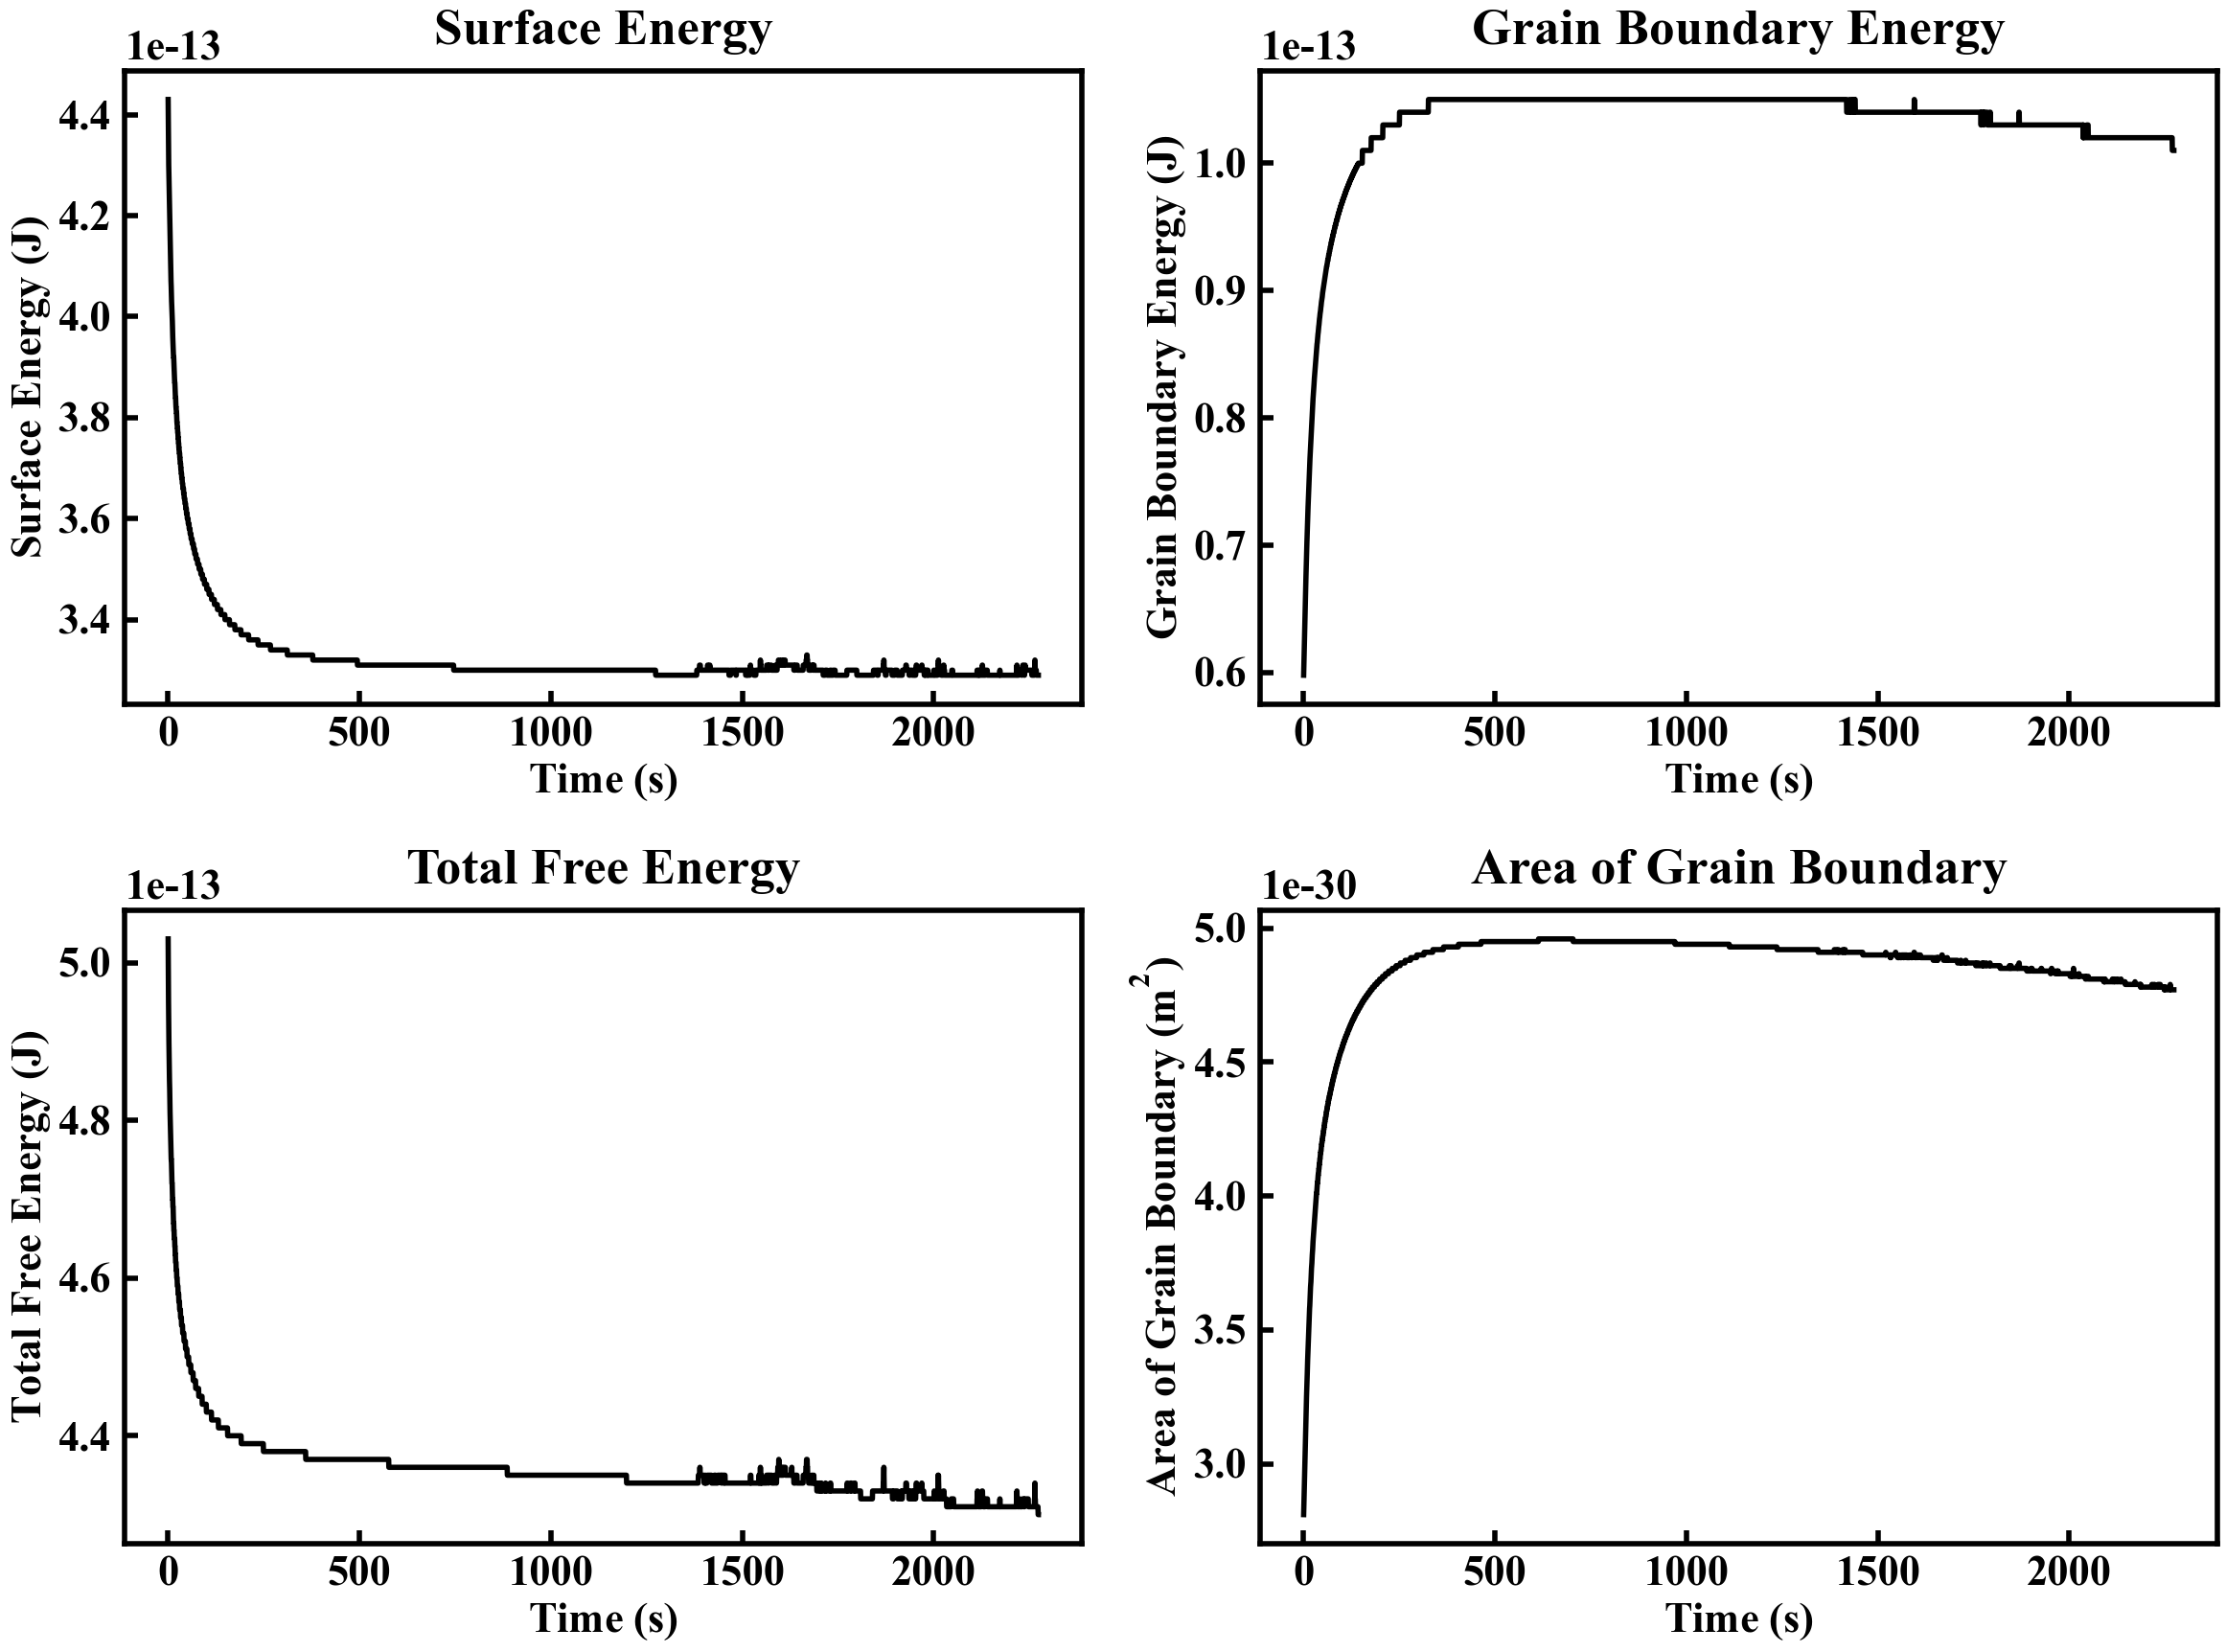 Surface Energy
1e-13
4.4
4.2
4.0
3.8
3.6
3.4
Surface Energy (J)
0 500 1000 1500 2000
Time (s)
Grain Boundary Energy
1e-13
1.0
0.9
0.8
0.7
0.6
Grain Boundary Energy (J)
0 500 1000 1500 2000
Time (s)
Total Free Energy
1e-13
5.0
4.8
4.6
4.4
Total Free Energy (J)
0 500 1000 1500 2000
Time (s)
Area of Grain Boundary
1e-30
5.0
4.5
4.0
3.5
3.0
Area of Grain Boundary (m²)
0 500 1000 1500 2000
Time (s)